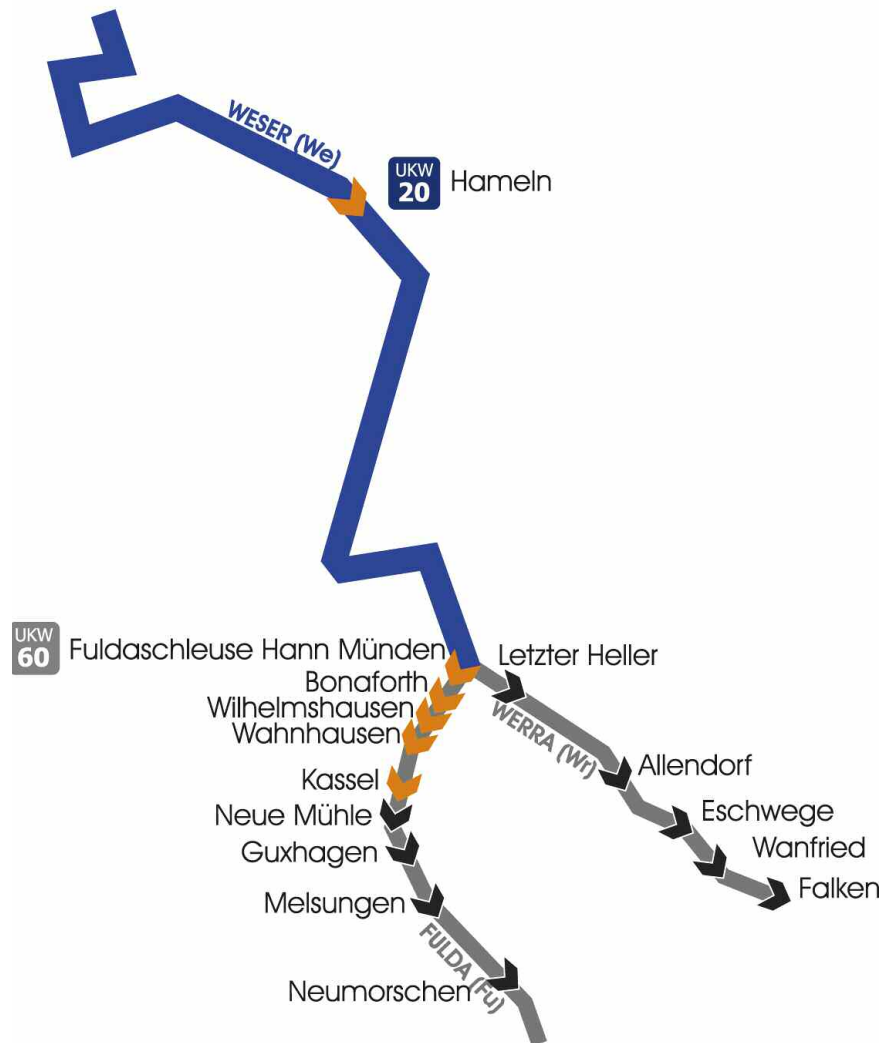 WESER (We)
UKW
20
Hameln
UKW
60
Fuldaschleuse Hann Münden
Letzter Heller
Bonaforth
Wilhelmshausen
Wahnhausen
WERRA (Wr)
Allendorf
Kassel
Eschwege
Neue Mühle
Wanfried
Guxhagen
Falken
Melsungen
FULDA (Fu)
Neumorschen